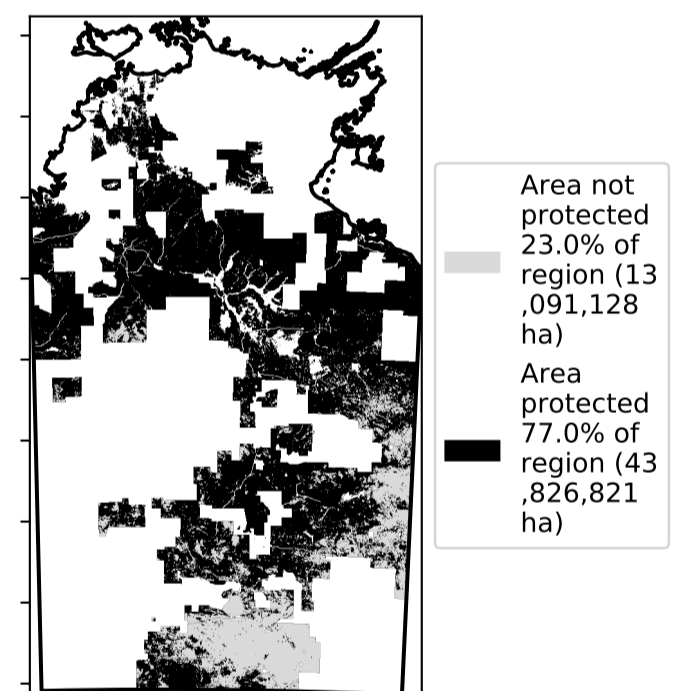 Area not
protected
23.0% of
region (13
,091,128
ha)
Area
protected
77.0% of
region (43
,826,821
ha)